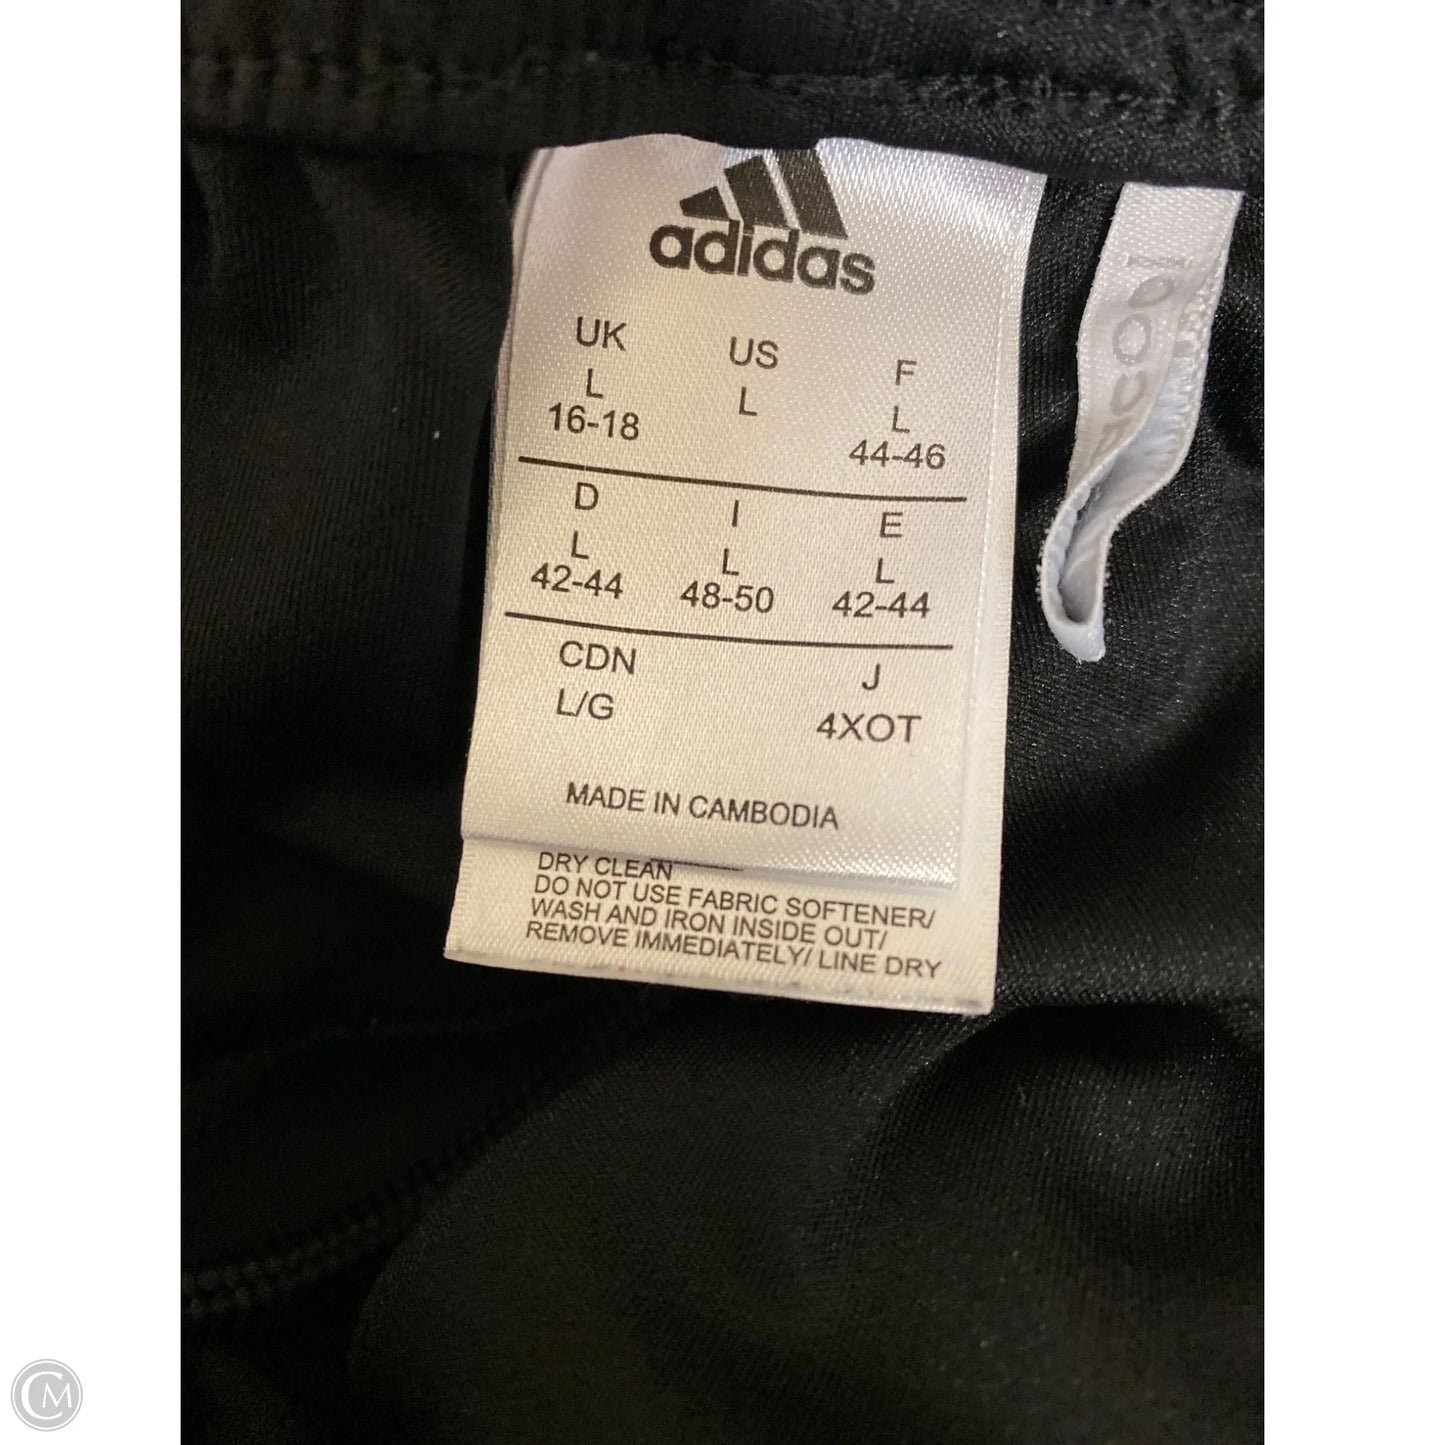 adidas
UK US F
L L L
16-18 44-46
D I E
L L L
42-44 48-50 42-44
CDN J
L/G 4XOT
MADE IN CAMBODIA
DRY CLEAN
DO NOT USE FABRIC SOFTENER/
WASH AND IRON INSIDE OUT/
REMOVE IMMEDIATELY/ LINE DRY
CM